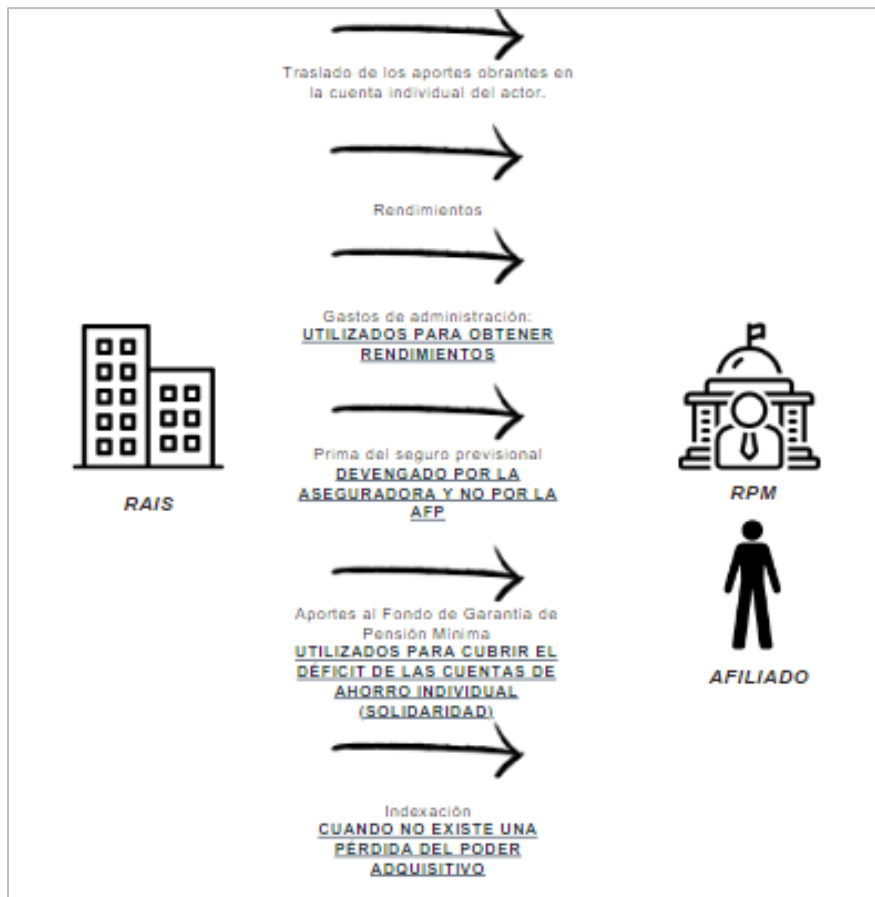 Traslado de los aportes obrantes en
la cuenta individual del actor.
Rendimientos
Gastos de administración:
UTILIZADOS PARA OBTENER
RENDIMIENTOS
Prima del seguro previsional
DEVENGADO POR LA
ASEGURADORA Y NO POR LA
AFP
Aportes al Fondo de Garantía de
Pensión Mínima
UTILIZADOS PARA CUBRIR EL
DÉFICIT DE LAS CUENTAS DE
AHORRO INDIVIDUAL
(SOLIDARIDAD)
Indexación
CUANDO NO EXISTE UNA
PÉRDIDA DEL PODER
ADQUISITIVO
RAIS
RPM
AFILIADO